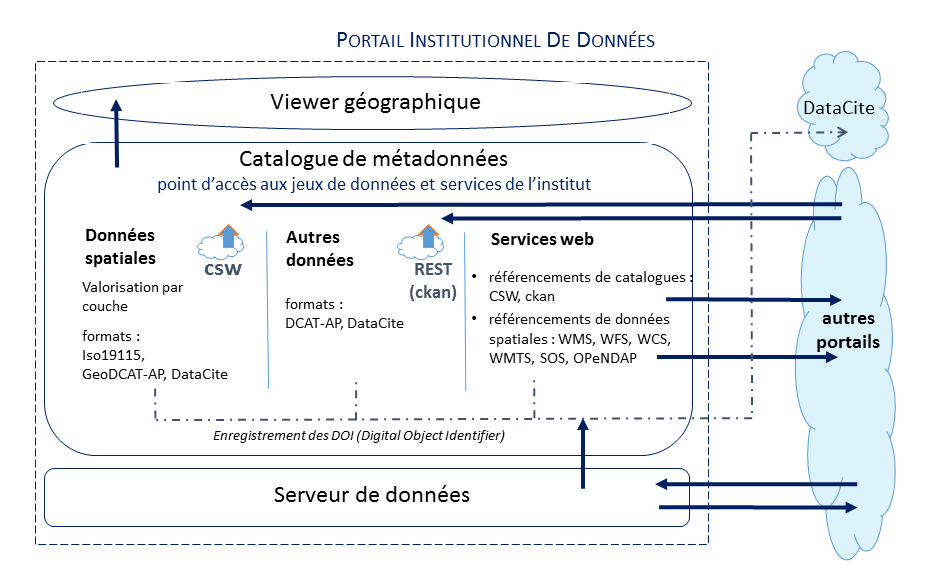 PORTAIL INSTITUTIONNEL DE DONNÉES
Viewer géographique
DataCite
Catalogue de métadonnées
point d'accès aux jeux de données et services de l'institut
Données
spatiales
Valorisation par
couche
formats :
Iso19115,
GeoDCAT-AP, DataCite
CSW
Autres
données
formats :
DCAT-AP, DataCite
REST
(ckan)
Services web
• référencements de catalogues :
CSW, ckan
• référencements de données
spatiales : WMS, WFS, WCS,
WMTS, SOS, OPeNDAP
autres
portails
Enregistrement des DOI (Digital Object Identifier)
Serveur de données